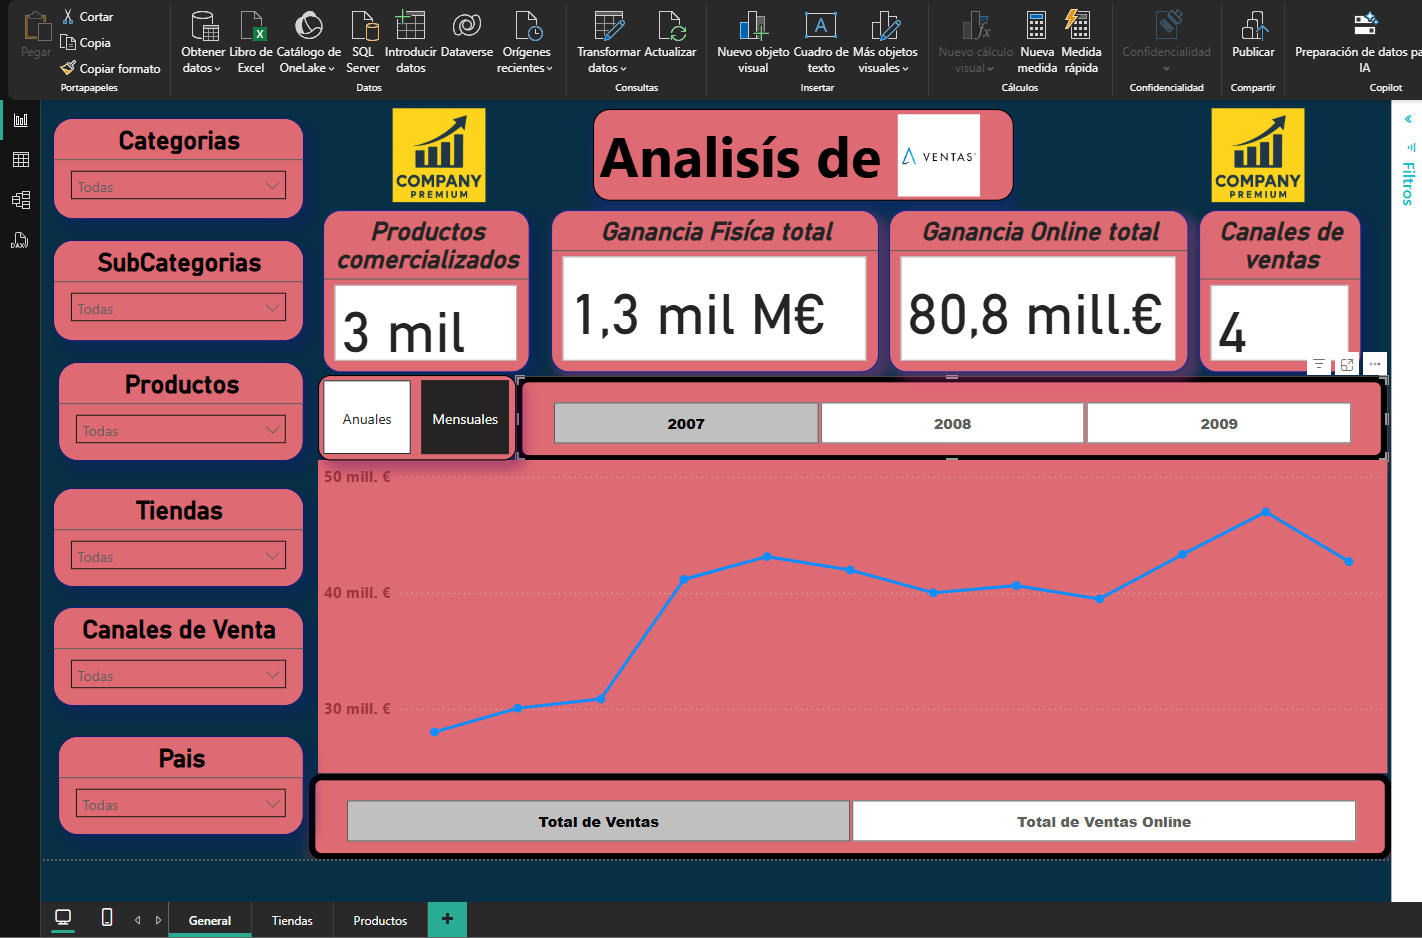 Pegar
Cortar
Copia
Copiar formato
Portapapeles
Obtener
datos
Libro de
Excel
Catálogo de
OneLake
SQL
Server
Introducir
datos
Dataverse
Orígenes
recientes
Datos
Transformar
datos
Actualizar
Consultas
Nuevo objeto
visual
Cuadro de
texto
Más objetos
visuales
Insertar
Nuevo cálculo
visual
Nueva
medida
Medida
rápida
Cálculos
Confidencialidad
Confidencialidad
Publicar
Compartir
Preparación de datos pa
IA
Copilot
DAX
Filtros
Categorias
Todas
SubCategorias
Todas
Productos
Todas
Tiendas
Todas
Canales de Venta
Todas
Pais
Todas
COMPANY
PREMIUM
Analisís de
VENTAS
COMPANY
PREMIUM
Productos
comercializados
3 mil
Ganancia Fisíca total
1,3 mil M€
Ganancia Online total
80,8 mill.€
Canales de
ventas
4
Anuales
Mensuales
2007
2008
2009
50 mill. €
40 mill. €
30 mill. €
Total de Ventas
Total de Ventas Online
General
Tiendas
Productos
+